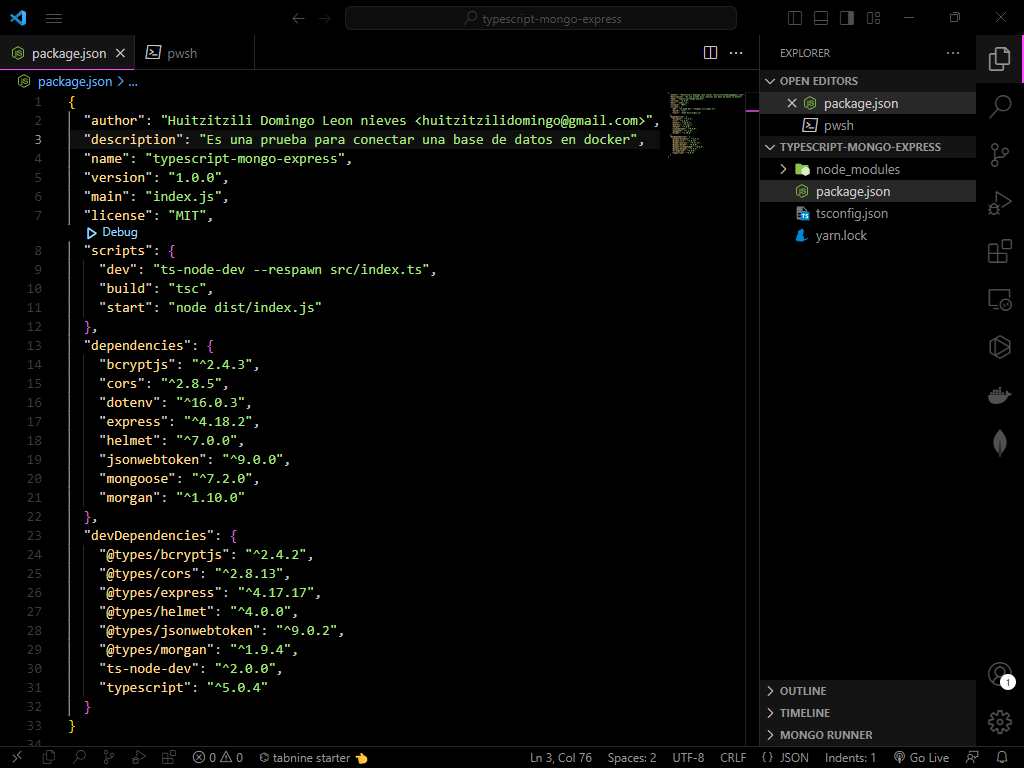 typescript-mongo-express
package.json
pwsh
package.json > ...
1 {
2 "author": "Huitzitzili Domingo Leon nieves <huitzitzilidomingo@gmail.com>",
3 "description": "Es una prueba para conectar una base de datos en docker",
4 "name": "typescript-mongo-express",
5 "version": "1.0.0",
6 "main": "index.js",
7 "license": "MIT",
Debug
8 "scripts": {
9 "dev": "ts-node-dev --respawn src/index.ts",
10 "build": "tsc",
11 "start": "node dist/index.js"
12 },
13 "dependencies": {
14 "bcryptjs": "^2.4.3",
15 "cors": "^2.8.5",
16 "dotenv": "^16.0.3",
17 "express": "^4.18.2",
18 "helmet": "^7.0.0",
19 "jsonwebtoken": "^9.0.0",
20 "mongoose": "^7.2.0",
21 "morgan": "^1.10.0"
22 },
23 "devDependencies": {
24 "@types/bcryptjs": "^2.4.2",
25 "@types/cors": "^2.8.13",
26 "@types/express": "^4.17.17",
27 "@types/helmet": "^4.0.0",
28 "@types/jsonwebtoken": "^9.0.2",
29 "@types/morgan": "^1.9.4",
30 "ts-node-dev": "^2.0.0",
31 "typescript": "^5.0.4"
32 }
33 }
34
EXPLORER
OPEN EDITORS
package.json
pwsh
TYPESCRIPT-MONGO-EXPRESS
node_modules
package.json
tsconfig.json
yarn.lock
OUTLINE
TIMELINE
MONGO RUNNER
1
0 0
tabnine starter
Ln 3, Col 76
Spaces: 2
UTF-8
CRLF
{ } JSON
Indents: 1
Go Live